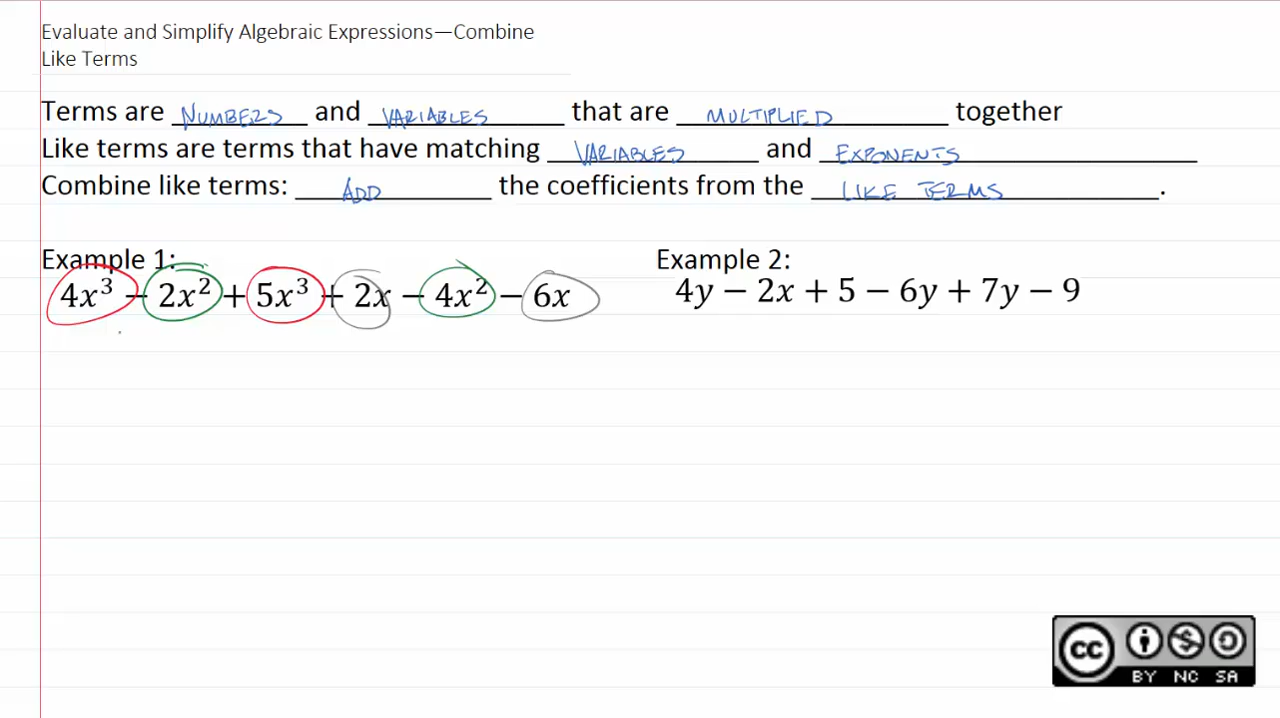 Evaluate and Simplify Algebraic Expressions—Combine
Like Terms
Terms are NUMBERS and VARIABLES that are MULTIPLIED together
Like terms are terms that have matching VARIABLES and EXPONENTS
Combine like terms: ADD the coefficients from the LIKE TERMS.
Example 1:
4x³ − 2x² + 5x³ + 2x − 4x² − 6x
Example 2:
4y − 2x + 5 − 6y + 7y − 9
cc
BY NC SA